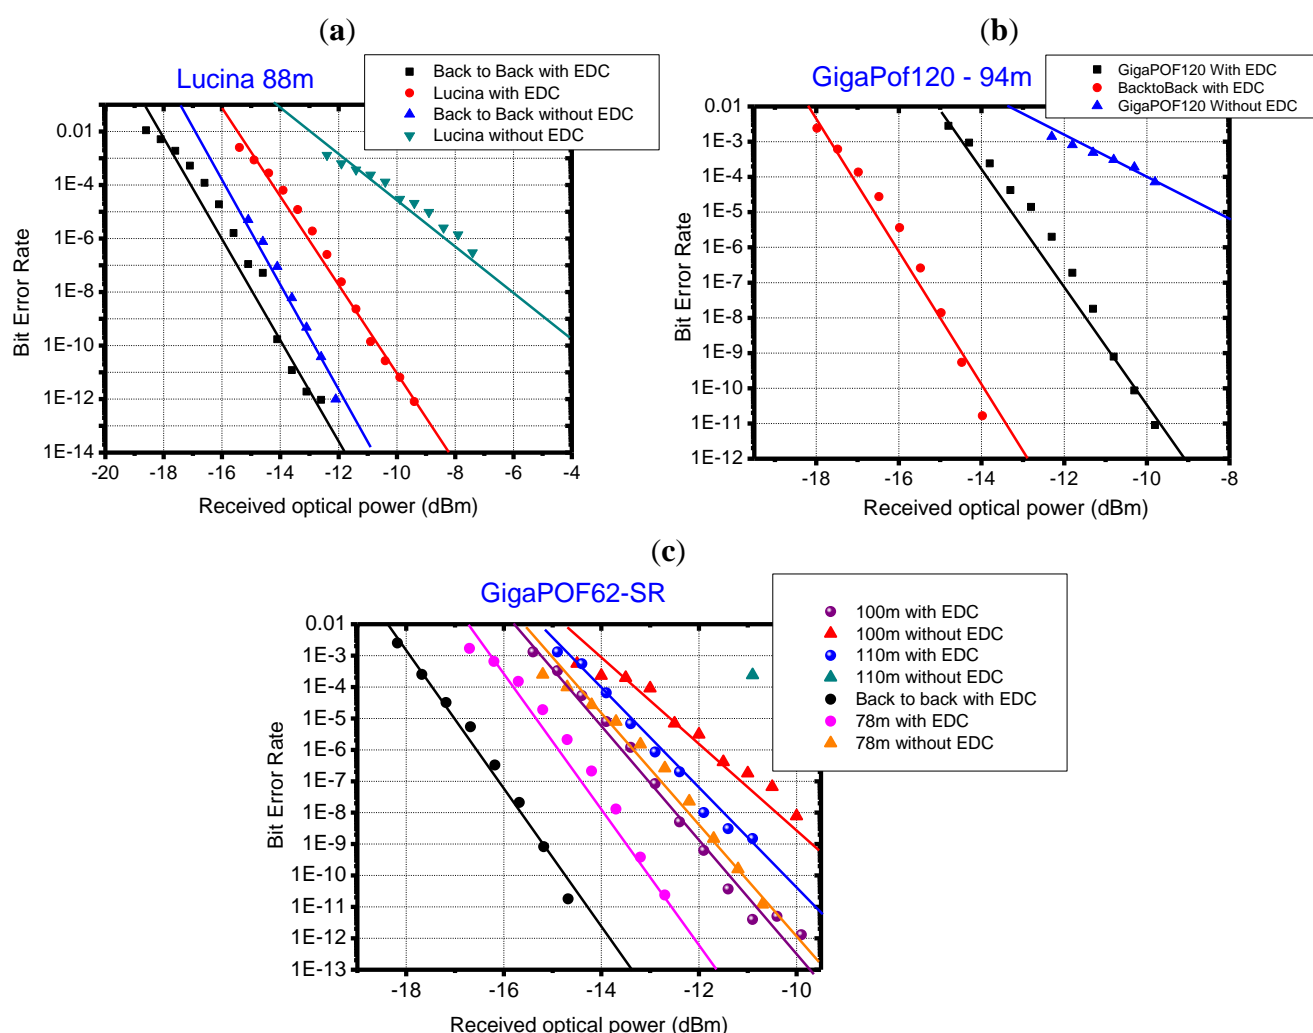 (a)
Lucina 88m
Back to Back with EDC
Lucina with EDC
Back to Back without EDC
Lucina without EDC
0.01
1E-4
1E-6
1E-8
1E-10
1E-12
1E-14
Bit Error Rate
-20 -18 -16 -14 -12 -10 -8 -6 -4
Received optical power (dBm)
(b)
GigaPof120 - 94m
GigaPOF120 With EDC
BacktoBack with EDC
GigaPOF120 Without EDC
0.01
1E-3
1E-4
1E-5
1E-6
1E-7
1E-8
1E-9
1E-10
1E-11
1E-12
Bit Error Rate
-18 -16 -14 -12 -10 -8
Received optical power (dBm)
(c)
GigaPOF62-SR
100m with EDC
100m without EDC
110m with EDC
110m without EDC
Back to back with EDC
78m with EDC
78m without EDC
0.01
1E-3
1E-4
1E-5
1E-6
1E-7
1E-8
1E-9
1E-10
1E-11
1E-12
1E-13
Bit Error Rate
-18 -16 -14 -12 -10
Received optical power (dBm)